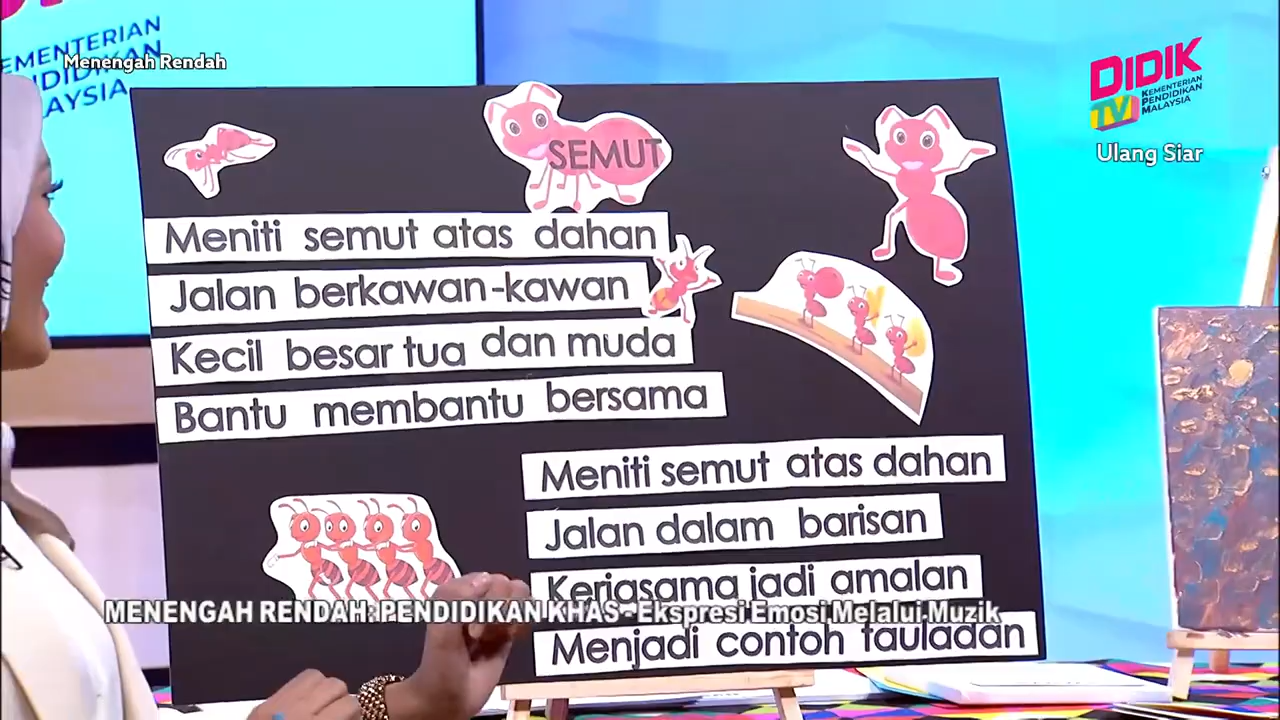 KEMENTERIAN
PENDIDIKAN
MALAYSIA
Menengah Rendah
DIDIK
TV
KEMENTERIAN
PENDIDIKAN
MALAYSIA
Ulang Siar
SEMUT
Meniti semut atas dahan
Jalan berkawan-kawan
Kecil besar tua dan muda
Bantu membantu bersama
Meniti semut atas dahan
Jalan dalam barisan
Kerjasama jadi amalan
MENENGAH RENDAH: PENDIDIKAN KHAS - Ekspresi Emosi Melalui Muzik
Menjadi contoh tauladan